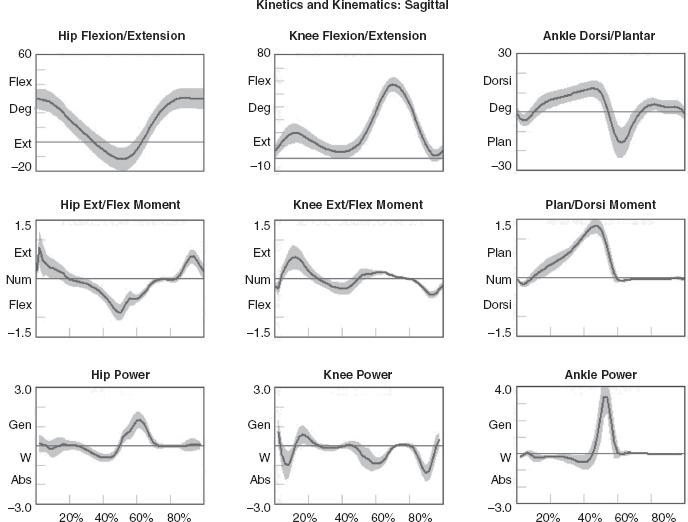 Kinetics and Kinematics: Sagittal
Hip Flexion/Extension
Knee Flexion/Extension
Ankle Dorsi/Plantar
60
Flex
Deg
Ext
–20
80
Flex
Deg
Ext
–10
30
Dorsi
Deg
Plan
–30
Hip Ext/Flex Moment
Knee Ext/Flex Moment
Plan/Dorsi Moment
1.5
Ext
Num
Flex
–1.5
1.5
Ext
Num
Flex
–1.5
1.5
Plan
Num
Dorsi
–1.5
Hip Power
Knee Power
Ankle Power
3.0
Gen
W
Abs
–3.0
3.0
Gen
W
Abs
–3.0
4.0
Gen
W
Abs
–3.0
20% 40% 60% 80%
20% 40% 60% 80%
20% 40% 60% 80%